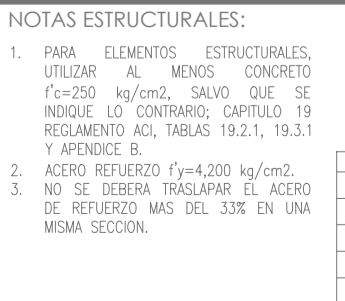 NOTAS ESTRUCTURALES:
1. PARA ELEMENTOS ESTRUCTURALES,
UTILIZAR AL MENOS CONCRETO
f'c=250 kg/cm2, SALVO QUE SE
INDIQUE LO CONTRARIO; CAPITULO 19
REGLAMENTO ACI, TABLAS 19.2.1, 19.3.1
Y APENDICE B.
2. ACERO REFUERZO f'y=4,200 kg/cm2.
3. NO SE DEBERA TRASLAPAR EL ACERO
DE REFUERZO MAS DEL 33% EN UNA
MISMA SECCION.